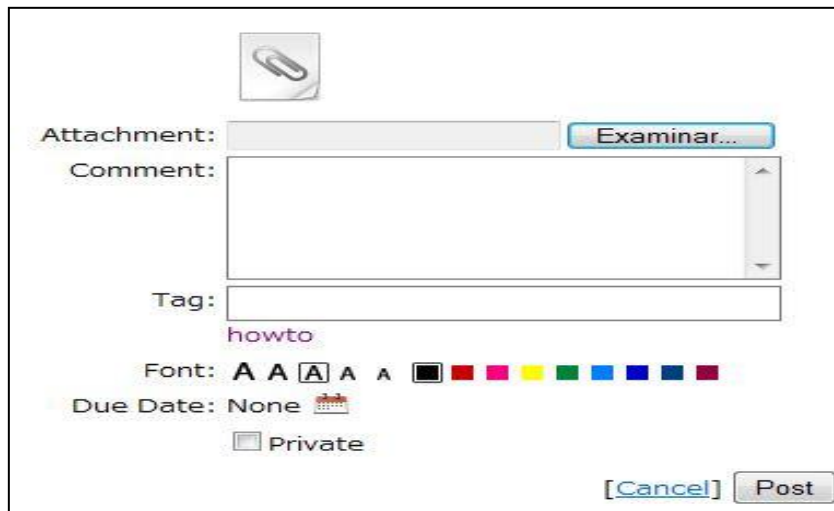 Attachment: Examinar...
Comment:
Tag:
howto
Font: A A A A A
Due Date: None
Private
[Cancel] Post